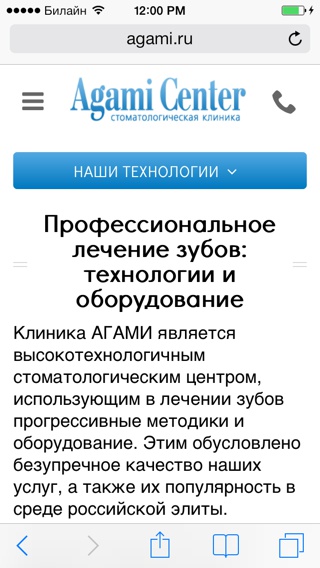 Билайн 12:00 PM
agami.ru
Agami Center
СТОМАТОЛОГИЧЕСКАЯ КЛИНИКА
НАШИ ТЕХНОЛОГИИ
Профессиональное
лечение зубов:
технологии и
оборудование
Клиника АГАМИ является
высокотехнологичным
стоматологическим центром,
использующим в лечении зубов
прогрессивные методики и
оборудование. Этим обусловлено
безупречное качество наших
услуг, а также их популярность в
среде российской элиты.